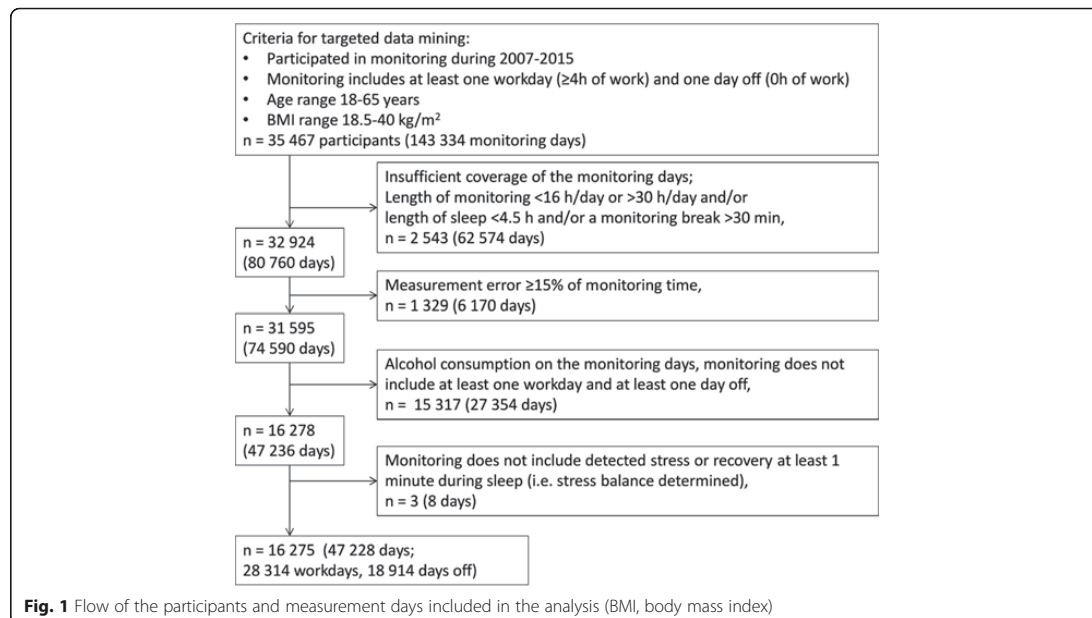 Criteria for targeted data mining:
• Participated in monitoring during 2007-2015
• Monitoring includes at least one workday (≥4h of work) and one day off (0h of work)
• Age range 18-65 years
• BMI range 18.5-40 kg/m²
n = 35 467 participants (143 334 monitoring days)
Insufficient coverage of the monitoring days;
Length of monitoring <16 h/day or >30 h/day and/or
length of sleep <4.5 h and/or a monitoring break >30 min,
n = 2 543 (62 574 days)
n = 32 924
(80 760 days)
Measurement error ≥15% of monitoring time,
n = 1 329 (6 170 days)
n = 31 595
(74 590 days)
Alcohol consumption on the monitoring days, monitoring does not
include at least one workday and at least one day off,
n = 15 317 (27 354 days)
n = 16 278
(47 236 days)
Monitoring does not include detected stress or recovery at least 1
minute during sleep (i.e. stress balance determined),
n = 3 (8 days)
n = 16 275 (47 228 days;
28 314 workdays, 18 914 days off)
Fig. 1 Flow of the participants and measurement days included in the analysis (BMI, body mass index)